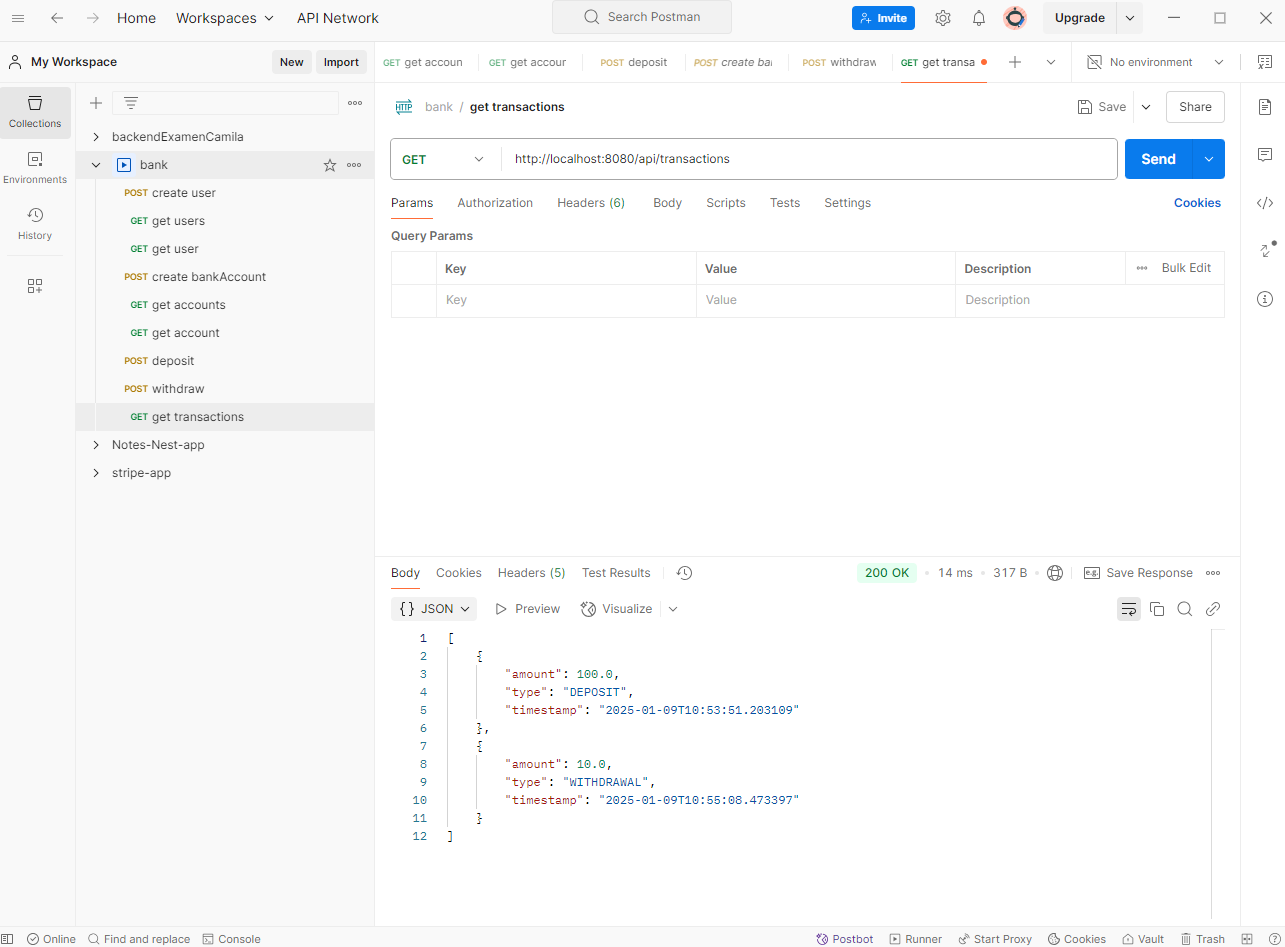 Home Workspaces API Network Search Postman Invite Upgrade
My Workspace New Import
GET get accoun GET get accour POST deposit POST create bar POST withdraw GET get transa No environment
Collections
Environments
History
backendExamenCamila
bank
POST create user
GET get users
GET get user
POST create bankAccount
GET get accounts
GET get account
POST deposit
POST withdraw
GET get transactions
Notes-Nest-app
stripe-app
HTTP bank / get transactions Save Share
GET http://localhost:8080/api/transactions Send
Params Authorization Headers (6) Body Scripts Tests Settings Cookies
Query Params
Key Value Description Bulk Edit
Key Value Description
Body Cookies Headers (5) Test Results 200 OK 14 ms 317 B e.g. Save Response
{} JSON Preview Visualize
1 [
2 {
3 "amount": 100.0,
4 "type": "DEPOSIT",
5 "timestamp": "2025-01-09T10:53:51.203109"
6 },
7 {
8 "amount": 10.0,
9 "type": "WITHDRAWAL",
10 "timestamp": "2025-01-09T10:55:08.473397"
11 }
12 ]
Online Find and replace Console Postbot Runner Start Proxy Cookies Vault Trash